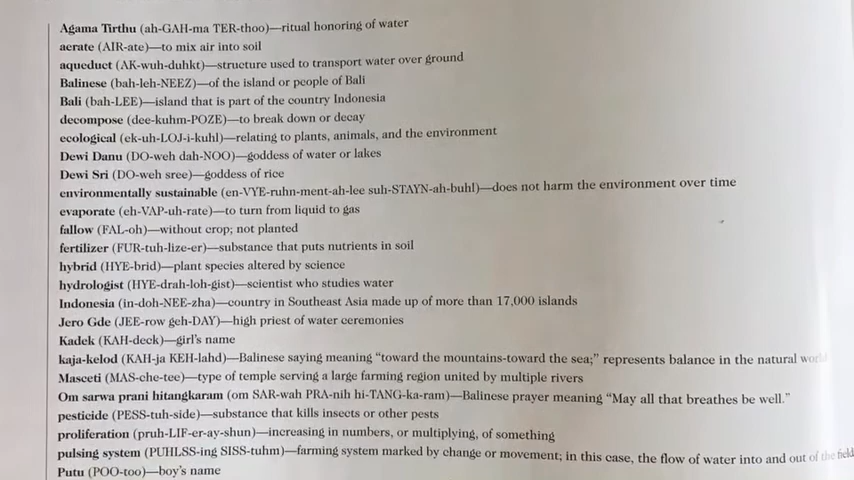 Agama Tirthu (ah-GAH-ma TER-thoo)—ritual honoring of water
aerate (AIR-ate)—to mix air into soil
aqueduct (AK-wuh-duhkt)—structure used to transport water over ground
Balinese (bah-leh-NEEZ)—of the island or people of Bali
Bali (bah-LEE)—island that is part of the country Indonesia
decompose (dee-kuhm-POZE)—to break down or decay
ecological (ek-uh-LOJ-i-kuhl)—relating to plants, animals, and the environment
Dewi Danu (DO-weh dah-NOO)—goddess of water or lakes
Dewi Sri (DO-weh sree)—goddess of rice
environmentally sustainable (en-VYE-ruhn-ment-ah-lee suh-STAYN-ah-buhl)—does not harm the environment over time
evaporate (eh-VAP-uh-rate)—to turn from liquid to gas
fallow (FAL-oh)—without crop; not planted
fertilizer (FUR-tuh-lize-er)—substance that puts nutrients in soil
hybrid (HYE-brid)—plant species altered by science
hydrologist (HYE-drah-loh-gist)—scientist who studies water
Indonesia (in-doh-NEE-zha)—country in Southeast Asia made up of more than 17,000 islands
Jero Gde (JEE-row geh-DAY)—high priest of water ceremonies
Kadek (KAH-deck)—girl's name
kaja-kelod (KAH-ja KEH-lahd)—Balinese saying meaning "toward the mountains-toward the sea;" represents balance in the natural world
Masceti (MAS-che-tee)—type of temple serving a large farming region united by multiple rivers
Om sarwa prani hitangkaram (om SAR-wah PRA-nih hi-TANG-ka-ram)—Balinese prayer meaning "May all that breathes be well."
pesticide (PESS-tuh-side)—substance that kills insects or other pests
proliferation (pruh-LIF-er-ay-shun)—increasing in numbers, or multiplying, of something
pulsing system (PUHLSS-ing SISS-tuhm)—farming system marked by change or movement; in this case, the flow of water into and out of the field
Putu (POO-too)—boy's name